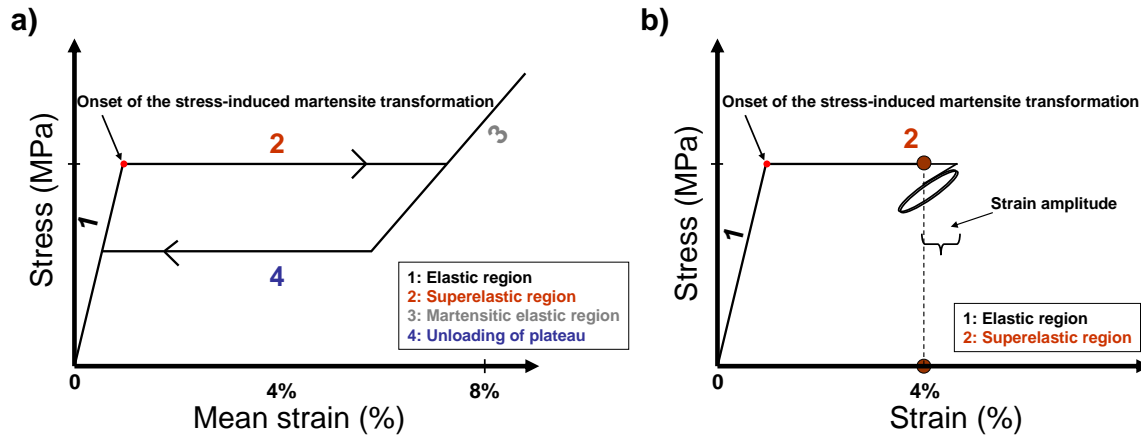 a)
Onset of the stress-induced martensite transformation
2
3
1
4
Stress (MPa)
1: Elastic region
2: Superelastic region
3: Martensitic elastic region
4: Unloading of plateau
0
4%
8%
Mean strain (%)
b)
Onset of the stress-induced martensite transformation
2
1
Strain amplitude
Stress (MPa)
1: Elastic region
2: Superelastic region
0
4%
Strain (%)